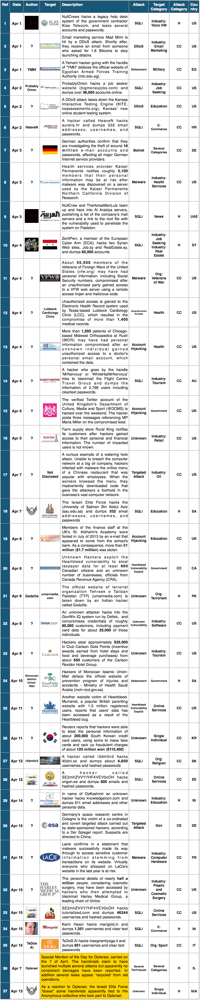 Ref Date Author Target Description Attack Target Category Attack Category Cou ntry
1 Apr 1 KLAS TELECOM
NullCrews hacks a legacy help desk
system of the government contractor
Klas Telecom, and leaks several
accounts and passwords.
SQLi Industry: Telco HW H US
2 Apr 1 ? Mad Mimi
Email marketing service Mad Mimi is
hit by a DDoS attack. Shortly after,
they receive an email from someone
who asked for 1.8 Bitcoins to stop
launching attacks.
DDoS Industry: Email Marketing CC US
3 Apr 1 YMH
A Yemeni hacker going with the handle
of "YMH" defaces the official website of
Egyptian Armed Forces Training
Authority (mtc.edu.eg).
Defacement Military CC EG
4 Apr 2 Probably Onion BigMoneyJobs
ProbablyOnion hacks a job seeker
website (bigmoneyjobs.com) and
dumps over 36,000 accounts online.
SQLi Industry: Job Seeking CC US
5 Apr 2 ?
A DDoS attack takes down the Kansas
Interactive Testing Engine (KITE,
ksassessments.org), Kansas' new
online student testing system.
DDoS Education CC US
6 Apr 2 HeaveN AURELIS
A hacker called HeaveN hacks
aurelis.hr and dumps 532 email
addresses, usernames, and
passwords.
SQLi E-Commerce CC HR
7 Apr 3 ?
German authorities confirm that they
are investigating the theft of around 18
million e-mail accounts and
passwords, affecting all major German
Internet service providers.
Botnet Several Categories CC DE
8 Apr 3 ? KAISER PERMANENTE
Health services provider Kaiser
Permanente notifies roughly 5,100
members that their personal
information may be at risk after
malware was discovered on a server
used by the Kaiser Permanente
Northern California Division of
Research.
Malware Industry: Health Services CC US
9 Apr 3 العربية Al Arabiya News Channel
NullCrew and TheHorseMenLulz team
up and hack into Al Arabiya servers,
publishing a list of the company's mail
servers and a link to the root file with
the vulnerability used to penetrate the
system on Pastebin.
SQLi News H UAE
10 Apr 4
Zer0Pwn, a member of the European
Cyber Arm (ECA), hacks two Syrian
Web sites, Job.sy and RealEstate.sy,
and dumps 60,000 accounts.
SQLi Industry: Job Seeking Industry: Real Estate H SY
11 Apr 4 ? VFW
About 55,000 members of the
Veterans of Foreign Wars of the United
States (vfw.org) may have had
personal information, including Social
Security numbers, compromised after
an unauthorized party gained access
to a VFW web server using a remote
access trojan and malicious code.
Malware Org: Veterans of War CC US
12 Apr 4 ? Lubbock Cardiology Clinic
Unauthorized access is gained to the
Electronic Health Record system used
by Texas-based Lubbock Cardiology
Clinic (LCC), which resulted in the
compromise of more than 1,400
medical records.
Unauthorized Access Health CC US
13 Apr 4 ?
More than 1,200 patients of Chicago-
based Midwest Orthopaedics at Rush
(MOR) may have had personal
information compromised after an
unknown individual gained
unauthorized access to a doctor's
personal email account, which
contained the data.
Account Hijacking Health CC US
14 Apr 4 ? FLIGHT CENTRE TRAVEL GROUP
A hacker who goes by the handle
'MrNervous' or 'WhiteHatMrNervous'
tries to blackmail the Flight Centre
Travel Group and dumps the
information of 2,798 users including
cleartext passwords.
SQLi Industry: Tourism CC AU
15 Apr 5 ?
The verified Twitter account of the
United Kingdom's Department of
Culture, Media and Sport (@DCMS) is
hacked over the weekend. The hacker
posta three messages referencing MP
Maria Miller on the compromised feed.
Account Hijacking Government CC UK
16 Apr 5 ? Rural King
Farm supply store Rural King notifies
its customers after hackers gained
access to their personal and financial
information. The number of impacted
users is not known.
Unknown Industry: Retail CC US
17 Apr 7 ? Not Disclosed
A curious example of a watering hole
attack. Unable to breach the computer
network at a big oil company, hackers
infected with malware the online menu
of a Chinese restaurant that was
popular with employees. When the
workers browsed the menu, they
inadvertently downloaded code that
gave the attackers a foothold in the
business's vast computer network.
Targeted Attack Industry: Oil CC US
18 Apr 7
The Israeli Elite Force hacks the
University of Salman Bin Abdul Aziz
(sau.edu.sa) and dumps 532 email
addresses, usernames, and
passwords
SQLi Education H SA
19 Apr 8 ? St. Aldhelm's Academy
Members of the finance staff at the
UK's St. Aldhelm's Academy were
fooled in July of 2013 by an e-mail that
appeared to come from the school's
bank. As a consequence, more than £1
million ($1.7 million) was stolen.
Account Hijacking Education CC UK
20 Apr 8 ? Canada Revenue Agency
Unknown Hackers exploit the
Heartbleed vulnerability to steal
taxpayer data for at least 900
Canadian citizens and an unknown
number of businesses, officials from
Canada Revenue Agency (CRA).
Heartbleed Vulnerability Exploit Government CC CA
21 Apr 8 Godzilla umarmedia. com
The official website of terrorist
organization Tehreek e Taliban
Pakistan (TTP) (umarmedia.com) is
taken down by an Indian hacker
called Godzilla.
Unknown Org: Terrorism H PK
22 Apr 9 ? Deltek
An unknown attacker hacks into the
GovWin IQ system run by Deltek, and
compromises credentials of roughly
80,000 customers, including payment
card data for about 25,000 of those
individuals.
Unknown Vulnerability Industry: Software CC US
23 Apr 9 ? CARLSON
Hackers steal approximately $35,000
in Club Carlson Gold Points (incentive
awards earned from hotel stays and
food and beverage purchases) from
about 650 customers of the Carlson
Rezidor Hotel Group.
Unknown Industry: Tourism CC US
24 Apr 10 Moroccan Islamic Union- Mail وزارة الصحة Ministry of Health
Hackers of Moroccan Islamic Union-
Mail deface the official website of
prevention program of injuries and
accidents - Ministry of Health Saudi
Arabia (moh-ncd.gov.sa).
Defacement Government H SA
25 Apr 11 ? mumsnet By parents for parents
Another website victim of Heartbleed.
Mumsnet, a popular British parenting
website with 1.5 million registered
users, reports that users' data has
been accessed as a result of the
Heartbleed bug.
Heartbleed Vulnerability Exploit Online Services CC UK
26 Apr 11 ?
Reuters reports that hackers were able
to steal the personal information of
about 200,000 South Korean credit
card users, using some to make fake
cards and rack up fraudulent charges
of about 120 million won ($115,400)
Unknown Single Individual CC KR
27 Apr 12 r3dm0v3
A hacker called r3dm0v3 hacks
40dni.sk and dumps about 4,800
usernames and hashed passwords
SQLi Org: Religion CC SK
28 Apr 12
A hacker called
SE2mhZVVY7HF4VEV0cOH hacks
origon.ee and dumps 800 emails and
hashed passwords.
SQLi Online Services CC EE
29 Apr 14 ? Knowledge Icon
In name of OpKashmir an unknown
hacker hacks knowledgeicon.com and
dumps 911 email addresses and other
personal data.
Unknown Industry: Education H IN
30 Apr 15 ? esa
Germany's space research centre in
Cologne is the victim of a co-ordinated
and covert targeted attack carried out
by state-sponsored hackers, according
to a Der Spiegel report. Suspects are
directed to China.
Targeted Attack Gov CE DE
31 Apr 15 ? LACIE
Lacie confirms in a statement that
malware successfully made its way
through to access sensitive customer
information stemming from
transactions on its website. Virtually
everyone who shopped on LaCie's
website in the last year is at risk.
Malware Industry: Computer Hardware CC FR
32 Apr 15 ? THE HARLEY MEDICAL GROUP
The personal details of nearly half a
million people, considering cosmetic
surgery, may have been accessed by
hackers who then attempted to
blackmail Harley Medical Group, a
leading chain of clinics.
Unknown Industry: Plastic and Cosmetic Surgery CC UK
33 Apr 15
SE2mhZVVY7HF4VEV0cOH hacks
tutorialized.com and dumps 46244
usernames and hashed passwords.
SQLi Online Services CC US
34 Apr 15 Marigold
Kami Haxor hacks marigold.in and
dumps 1,351 usernames and clear text
passwords.
SQLi E-Commerce H IN
35 Apr 15 TeDos Al Y.A.N.I.
TeDoS Al hacks insegnantiyoga.it and
dumps 851 usernames and clear text
passwords
SQLi Org: Sport CC IT
36 Apr 7 OpIsrael
Special Mention of the Day for OpIsrael, carried on
the 7 of April. The hacktivists claim to have
launched multiple several attacks but apparently no
consistent damages have been reported. In
addition several leaks appear 'recycled' from old
operations.
Several Techniques Several Categories H IL
37 Apr 13
As a reaction to OpIsrael, the Israeli Elite Force
"doxes" some hacktivists apparently tied to the
Anonymous collective who took part to OpIsrael.
Unknown Single Individual H N/A